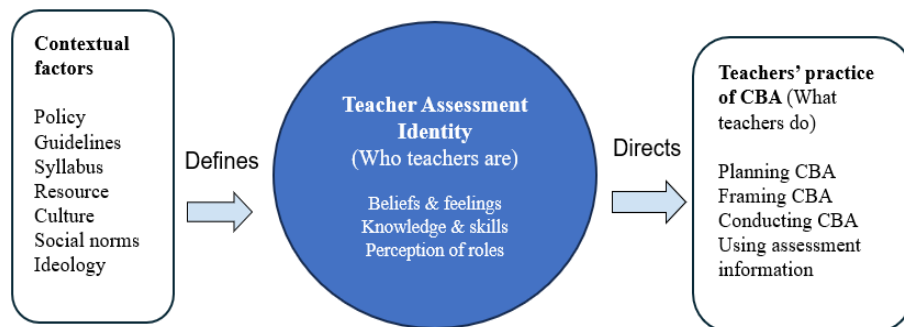 Contextual
factors
Policy
Guidelines
Syllabus
Resource
Culture
Social norms
Ideology
Defines
Teacher Assessment
Identity
(Who teachers are)
Beliefs & feelings
Knowledge & skills
Perception of roles
Directs
Teachers’ practice
of CBA (What
teachers do)
Planning CBA
Framing CBA
Conducting CBA
Using assessment
information